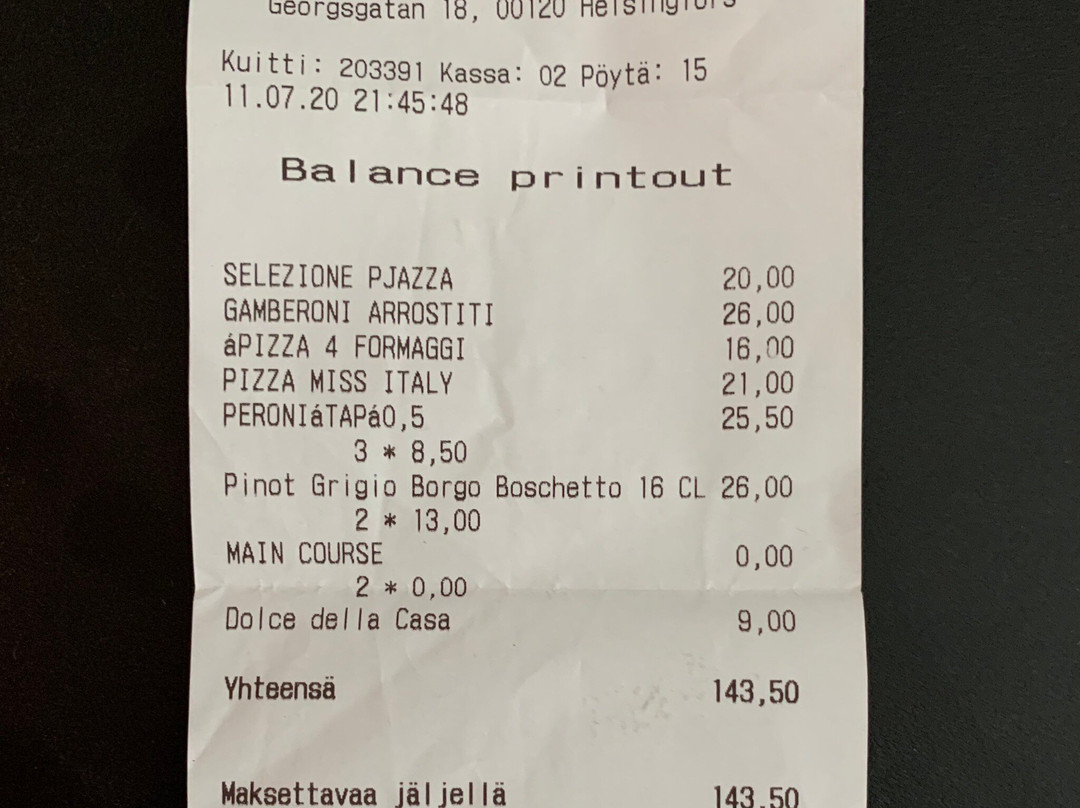 Georgsgatan 18, 00120 Helsingfors
Kuitti: 203391 Kassa: 02 Pöytä: 15
11.07.20 21:45:48
Balance printout
SELEZIONE PJAZZA 20,00
GAMBERONI ARROSTITI 26,00
áPIZZA 4 FORMAGGI 16,00
PIZZA MISS ITALY 21,00
PERONIáTAPá0,5 25,50
3 * 8,50
Pinot Grigio Borgo Boschetto 16 CL 26,00
2 * 13,00
MAIN COURSE 0,00
2 * 0,00
Dolce della Casa 9,00
Yhteensä 143,50
Maksettavaa jäljellä 143,50